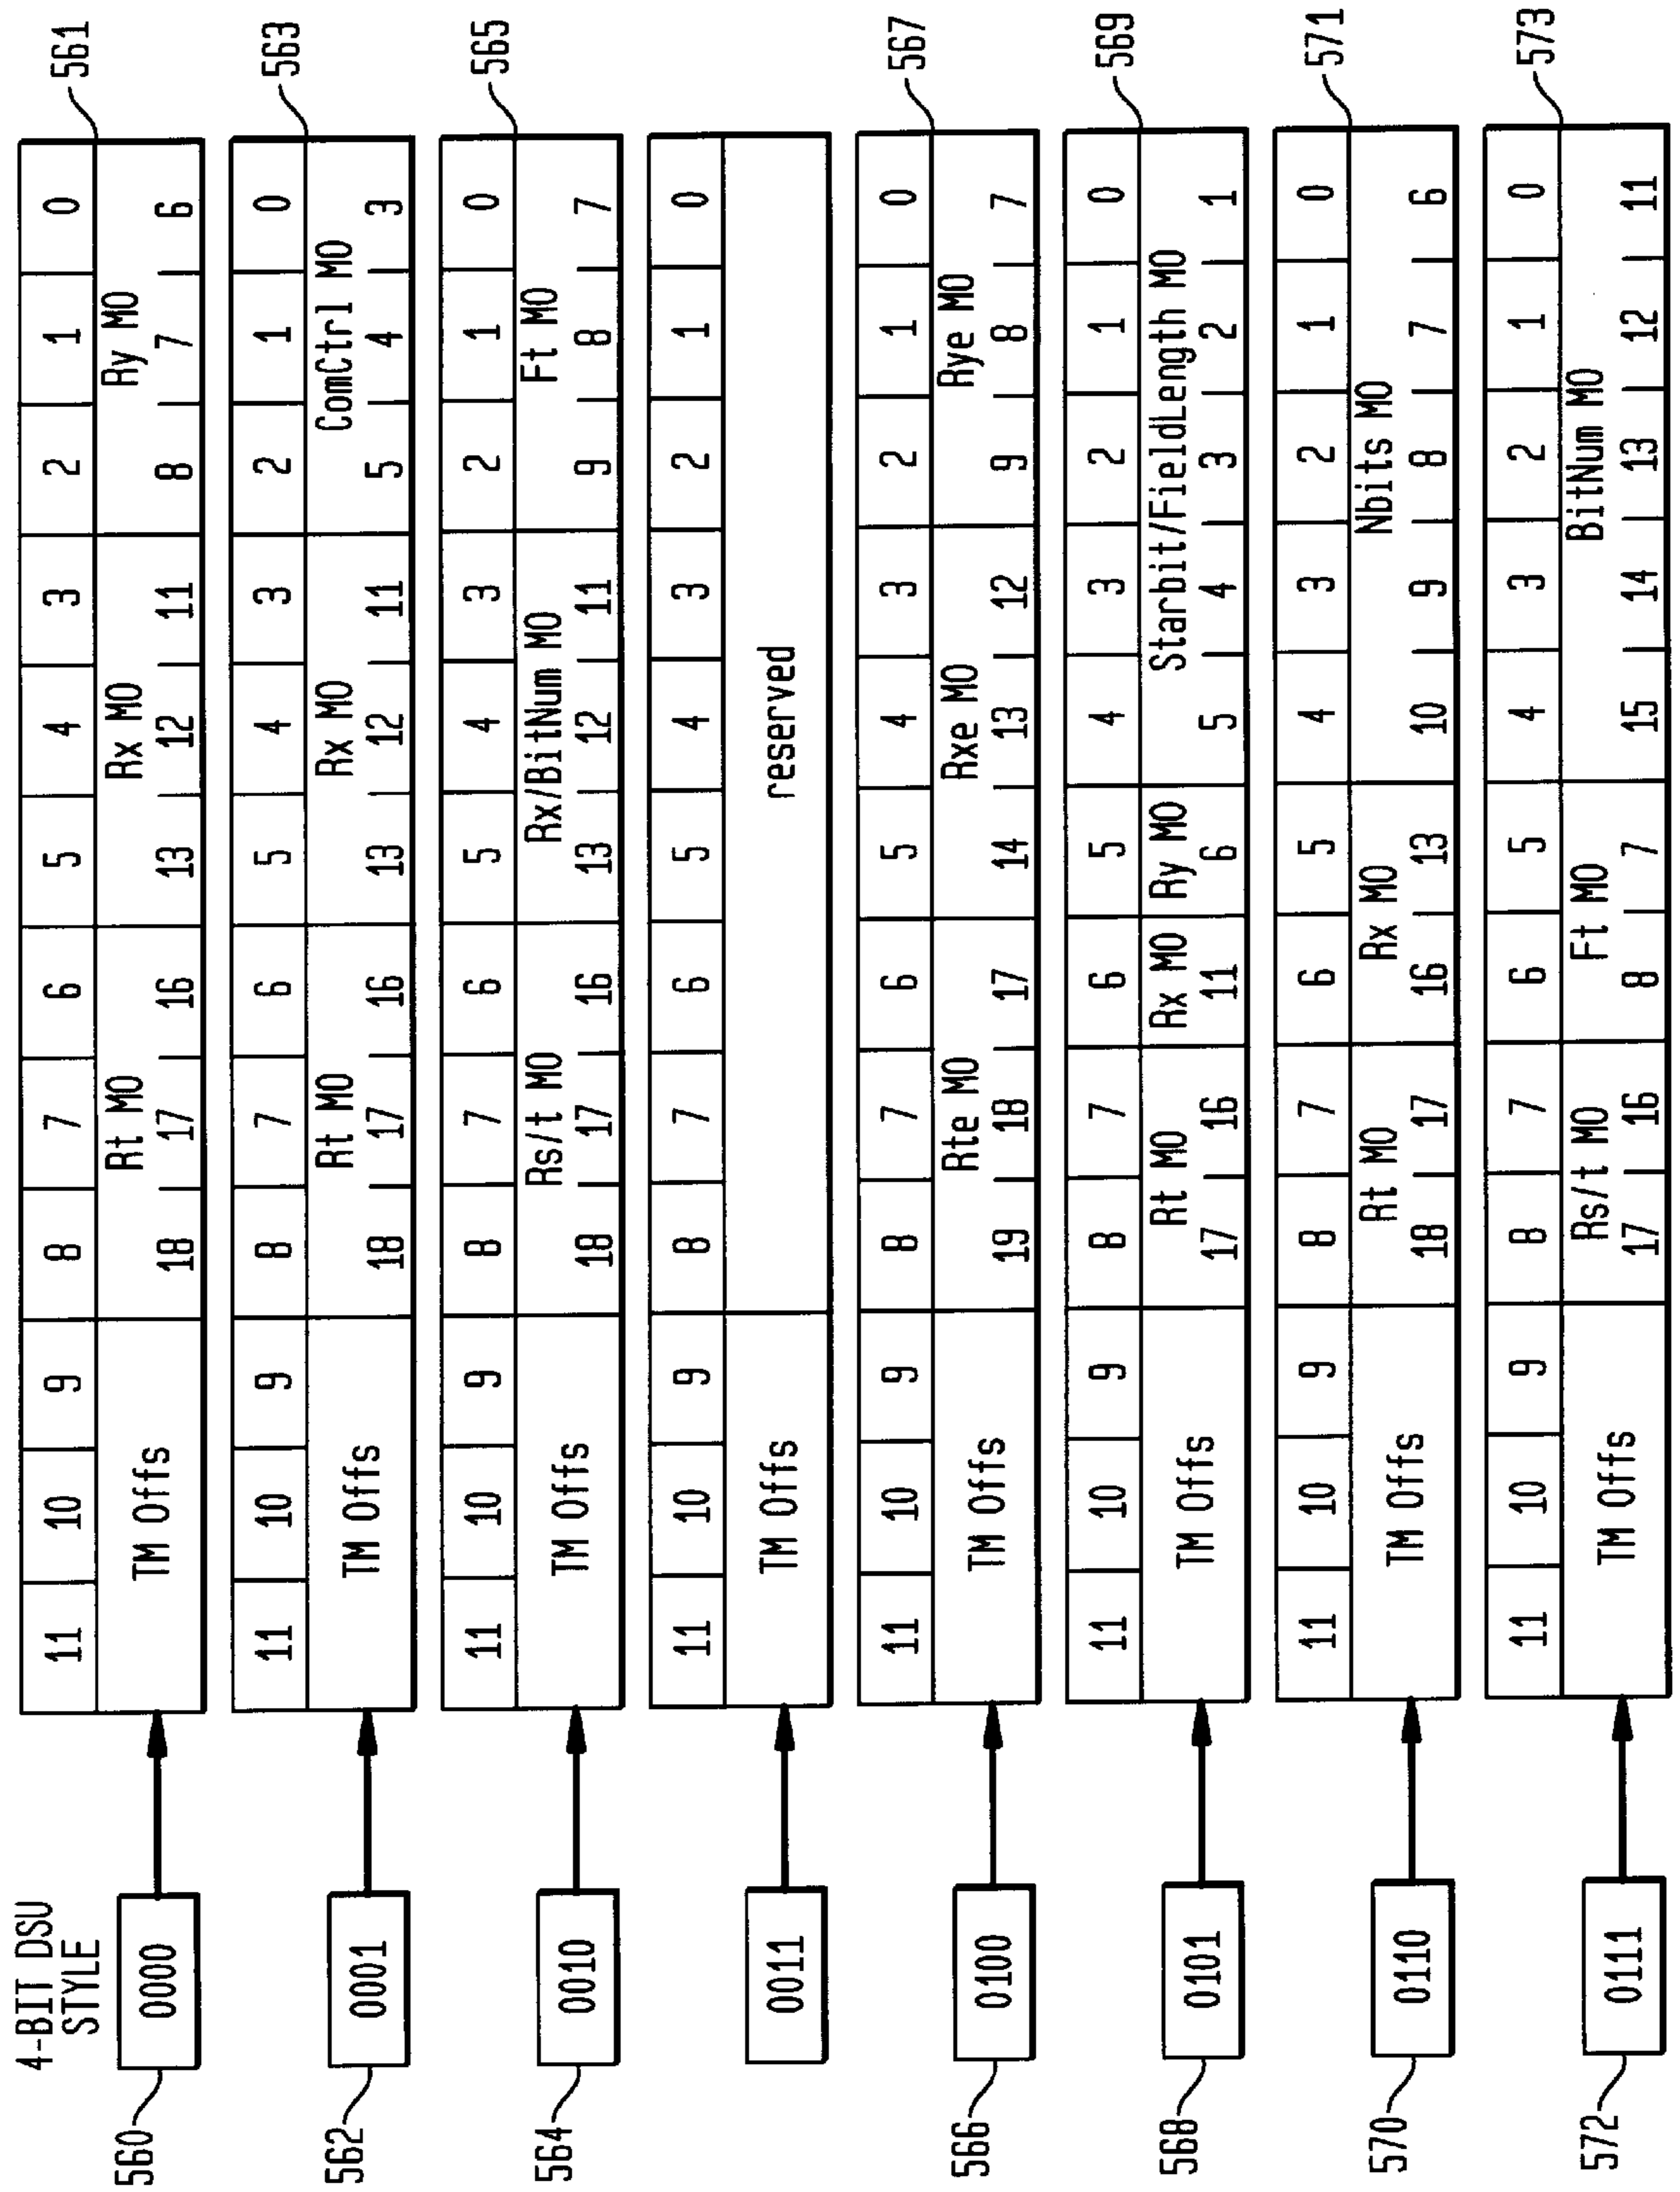 4-BIT DSU
STYLE
560
0000
561
11 10 9 8 7 6 5 4 3 2 1 0
TM Offs Rt MO Rx MO Ry MO
18 17 16 13 12 11 8 7 6
562
0001
563
11 10 9 8 7 6 5 4 3 2 1 0
TM Offs Rt MO Rx MO ComCtrl MO
18 17 16 13 12 11 5 4 3
564
0010
565
11 10 9 8 7 6 5 4 3 2 1 0
TM Offs Rs/t MO Rx/BitNum MO Ft MO
18 17 16 13 12 11 9 8 7
0011
11 10 9 8 7 6 5 4 3 2 1 0
TM Offs reserved
566
0100
567
11 10 9 8 7 6 5 4 3 2 1 0
TM Offs Rte MO Rxe MO Rye MO
19 18 17 14 13 12 9 8 7
568
0101
569
11 10 9 8 7 6 5 4 3 2 1 0
TM Offs Rt MO Rx MO Ry MO Starbit/FieldLength MO
17 16 11 6 5 4 3 2 1
570
0110
571
11 10 9 8 7 6 5 4 3 2 1 0
TM Offs Rt MO Rx MO Nbits MO
18 17 16 13 10 9 8 7 6
572
0111
573
11 10 9 8 7 6 5 4 3 2 1 0
TM Offs Rs/t MO Ft MO BitNum MO
17 16 8 7 15 14 13 12 11